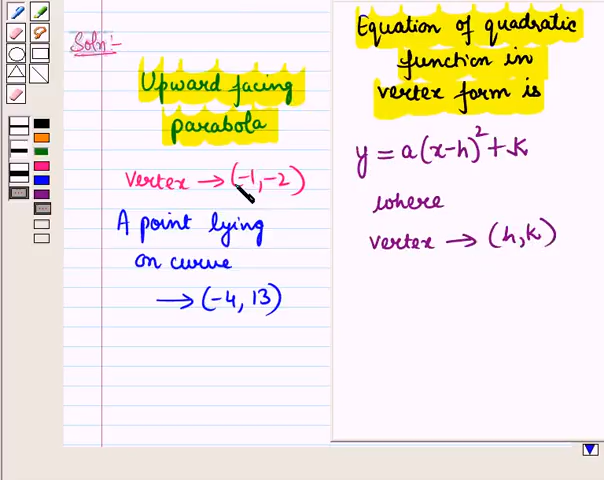 Soln:-
Upward facing
parabola
vertex → (-1,-2)
A point lying
on curve
→ (-4, 13)
Equation of quadratic
function in
vertex form is
y = a(x-h)² + k
where
vertex → (h,k)